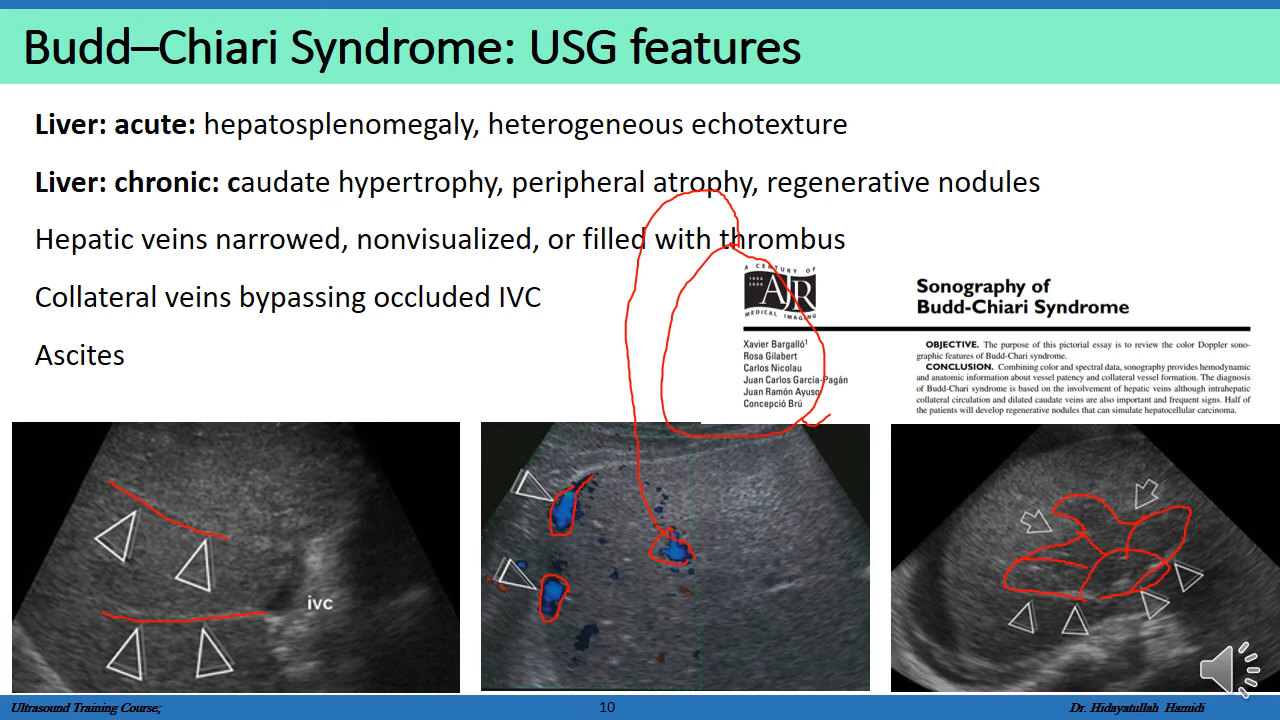 Budd–Chiari Syndrome: USG features
Liver: acute: hepatosplenomegaly, heterogeneous echotexture
Liver: chronic: caudate hypertrophy, peripheral atrophy, regenerative nodules
Hepatic veins narrowed, nonvisualized, or filled with thrombus
Collateral veins bypassing occluded IVC
Ascites
A CENTURY OF
AJR
MEDICAL IMAGING
Sonography of
Budd-Chiari Syndrome
Xavier Bargalló¹
Rosa Gilabert
Carlos Nicolau
Juan Carlos García-Pagán
Juan Ramón Ayuso
Concepció Brú
OBJECTIVE. The purpose of this pictorial essay is to review the color Doppler sono-
graphic features of Budd-Chari syndrome.
CONCLUSION. Combining color and spectral data, sonography provides hemodynamic
and anatomic information about vessel patency and collateral vessel formation. The diagnosis
of Budd-Chiari syndrome is based on the involvement of hepatic veins although intrahepatic
collateral circulation and dilated caudate veins are also important and frequent signs. Half of
the patients will develop regenerative nodules that can simulate hepatocellular carcinoma.
ivc
Ultrasound Training Course;
10
Dr. Hidayatullah Hamidi